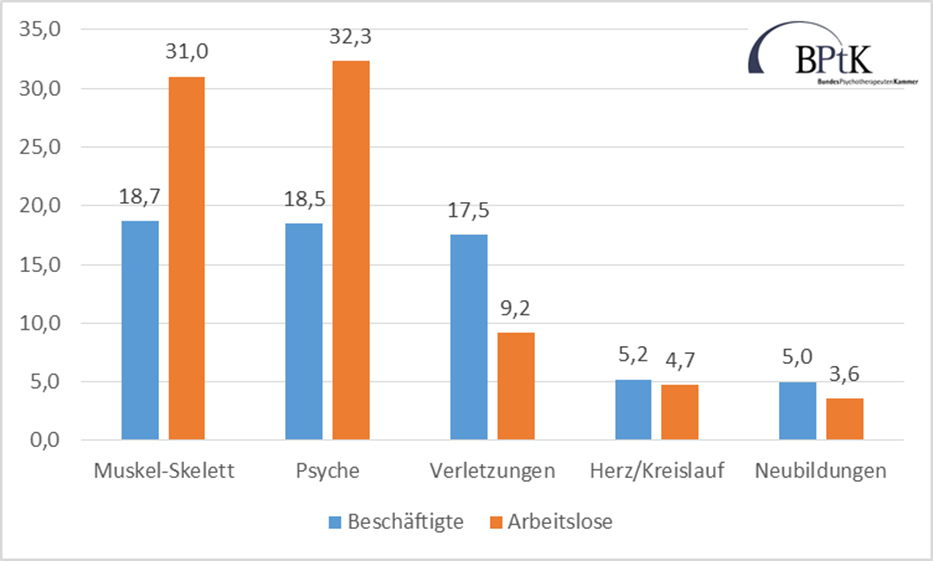 35,0
30,0
25,0
20,0
15,0
10,0
5,0
0,0
31,0
32,3
18,7
18,5
17,5
9,2
5,2
4,7
5,0
3,6
BPtK
BundesPsychotherapeutenKammer
Muskel-Skelett
Psyche
Verletzungen
Herz/Kreislauf
Neubildungen
Beschäftigte
Arbeitslose